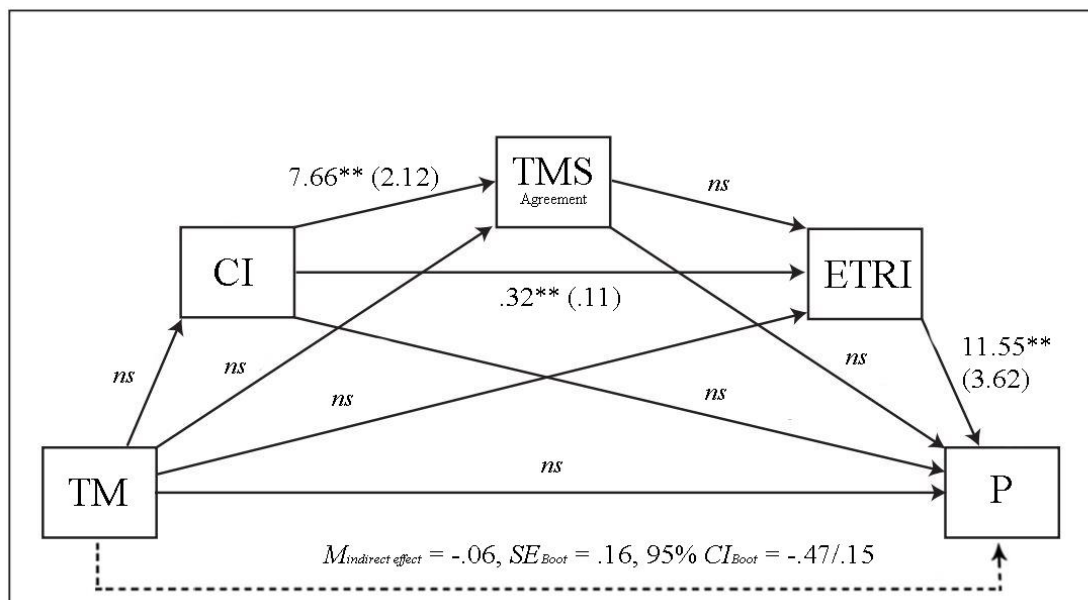 TMS
Agreement
7.66** (2.12)
ns
CI
ETRI
.32** (.11)
11.55**
(3.62)
ns
ns
ns
ns
ns
TM
ns
P
M indirect effect = -.06, SE Boot = .16, 95% CI Boot = -.47/.15